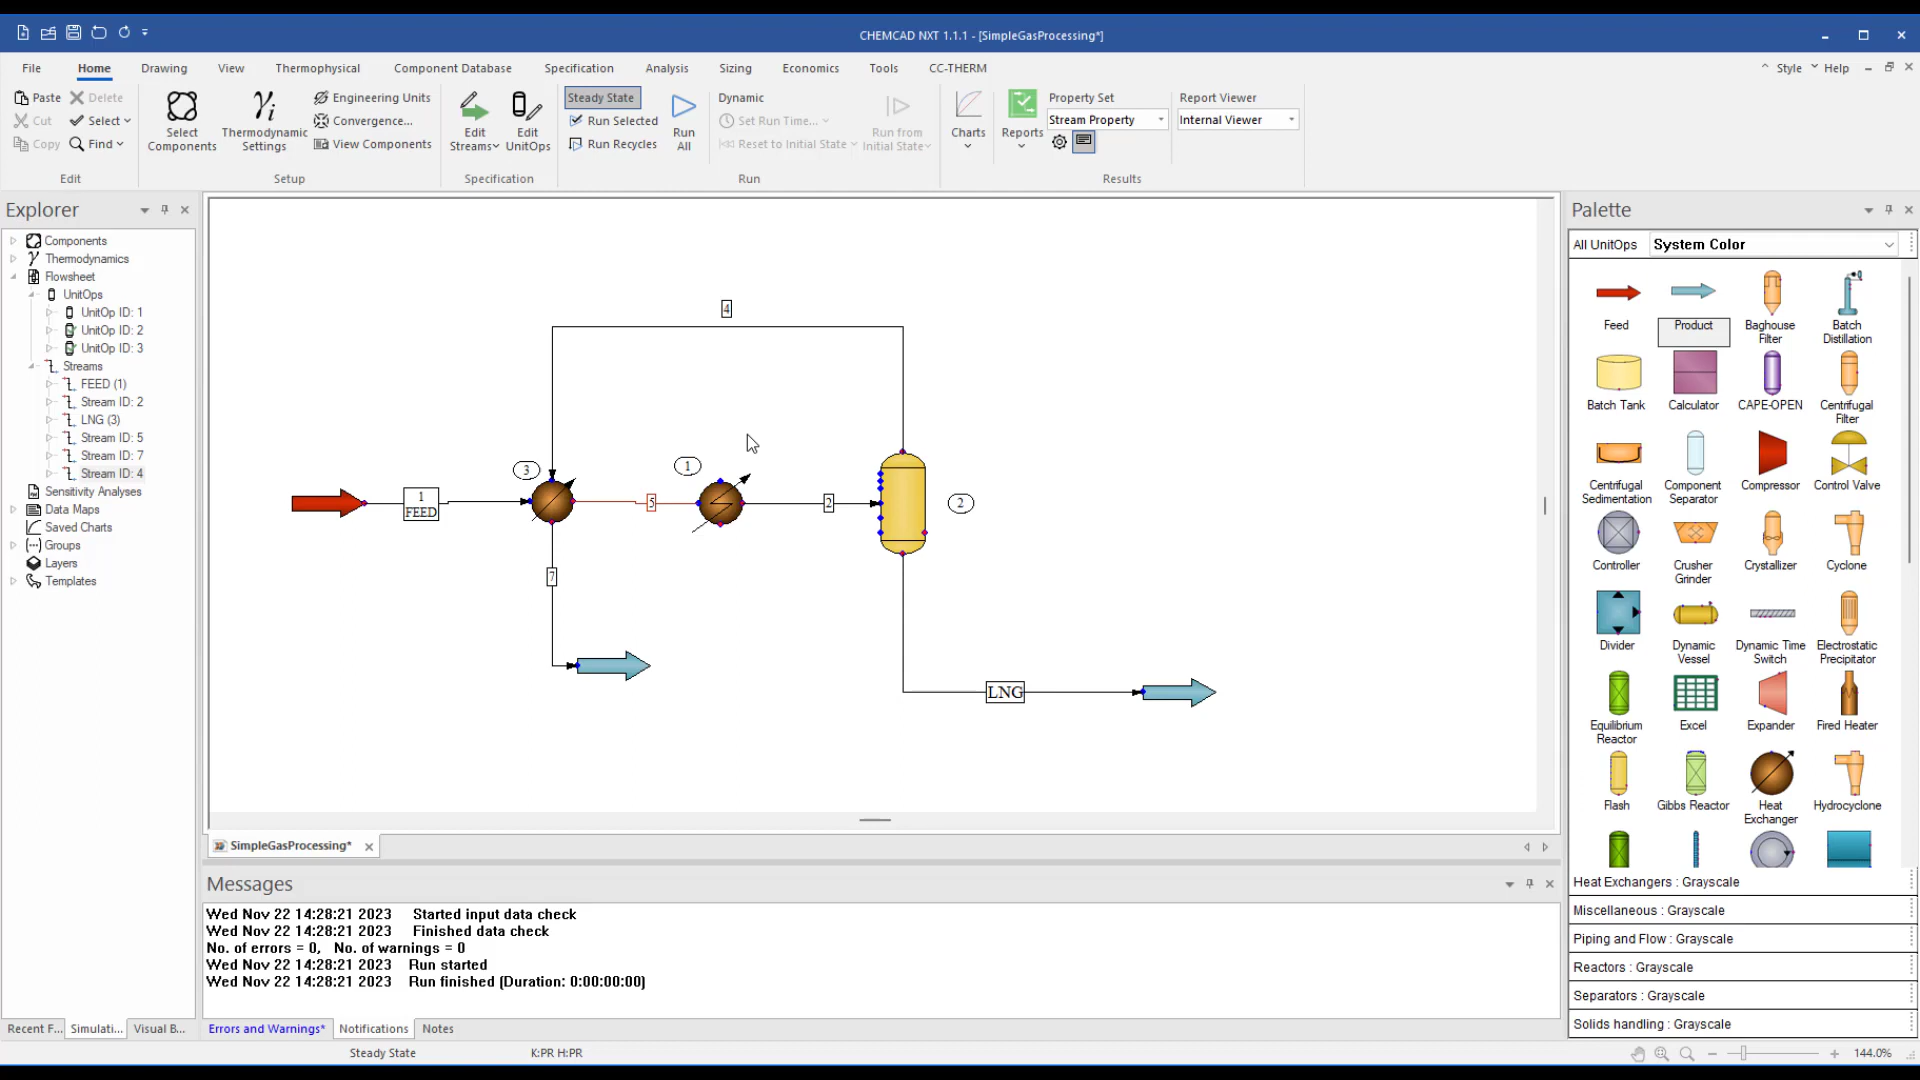 CHEMCAD NXT 1.1.1 - [SimpleGasProcessing*]
File Home Drawing View Thermophysical Component Database Specification Analysis Sizing Economics Tools CC-THERM Style Help
Paste Delete
Cut Select
Copy Find
Edit
Select Components
Thermodynamic Settings
Engineering Units
Convergence...
View Components
Setup
Edit Streams
Edit UnitOps
Specification
Steady State
Run Selected
Run Recycles
Run All
Dynamic
Set Run Time...
Reset to Initial State
Run from Initial State
Run
Charts
Reports
Property Set
Stream Property
Report Viewer
Internal Viewer
Results
Explorer
Components
Thermodynamics
Flowsheet
UnitOps
UnitOp ID: 1
UnitOp ID: 2
UnitOp ID: 3
Streams
FEED (1)
Stream ID: 2
LNG (3)
Stream ID: 5
Stream ID: 7
Stream ID: 4
Sensitivity Analyses
Data Maps
Saved Charts
Groups
Layers
Templates
Recent F... Simulati... Visual B...
4
3
1
1
FEED
5
2
2
7
LNG
SimpleGasProcessing*
Messages
Wed Nov 22 14:28:21 2023 Started input data check
Wed Nov 22 14:28:21 2023 Finished data check
No. of errors = 0, No. of warnings = 0
Wed Nov 22 14:28:21 2023 Run started
Wed Nov 22 14:28:21 2023 Run finished (Duration: 0:00:00:00)
Errors and Warnings* Notifications Notes
Palette
All UnitOps System Color
Feed Product Baghouse Filter Batch Distillation
Batch Tank Calculator CAPE-OPEN Centrifugal Filter
Centrifugal Sedimentation Component Separator Compressor Control Valve
Controller Crusher Grinder Crystallizer Cyclone
Divider Dynamic Vessel Dynamic Time Switch Electrostatic Precipitator
Equilibrium Reactor Excel Expander Fired Heater
Flash Gibbs Reactor Heat Exchanger Hydrocyclone
Heat Exchangers : Grayscale
Miscellaneous : Grayscale
Piping and Flow : Grayscale
Reactors : Grayscale
Separators : Grayscale
Solids handling : Grayscale
Steady State K:PR H:PR 144.0%